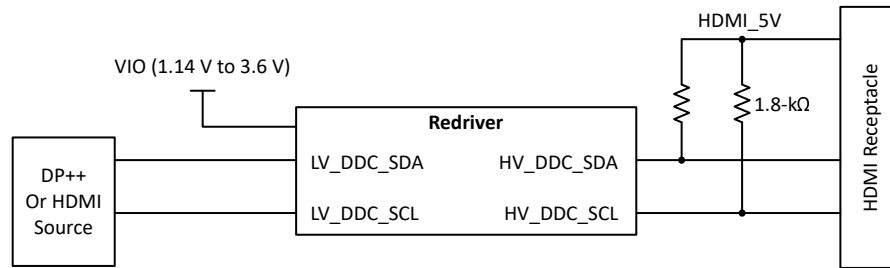 HDMI_5V
VIO (1.14 V to 3.6 V)
1.8-kΩ
Redriver
DP++
Or HDMI
Source
LV_DDC_SDA
HV_DDC_SDA
LV_DDC_SCL
HV_DDC_SCL
HDMI Receptacle